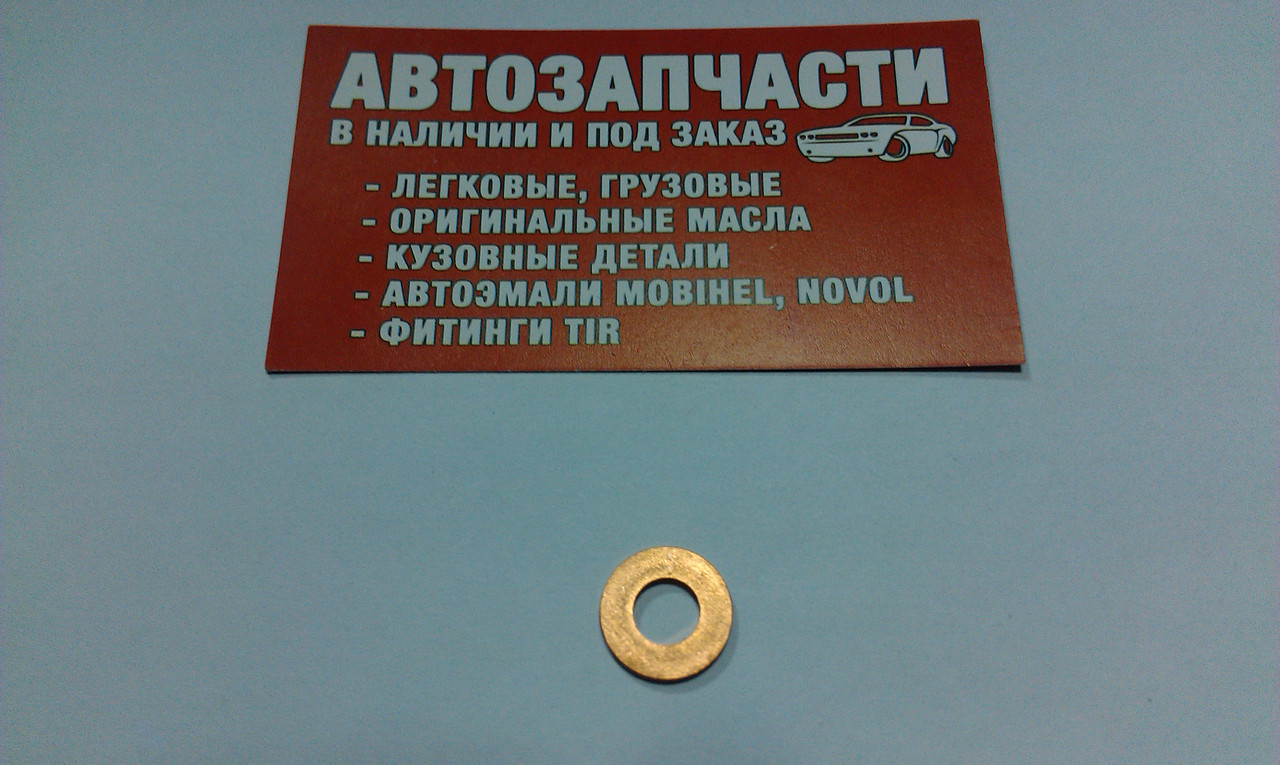 АВТОЗАПЧАСТИ
В НАЛИЧИИ И ПОД ЗАКАЗ
- ЛЕГКОВЫЕ, ГРУЗОВЫЕ
- ОРИГИНАЛЬНЫЕ МАСЛА
- КУЗОВНЫЕ ДЕТАЛИ
- АВТОЭМАЛИ MOBIHEL, NOVOL
- ФИТИНГИ TIR